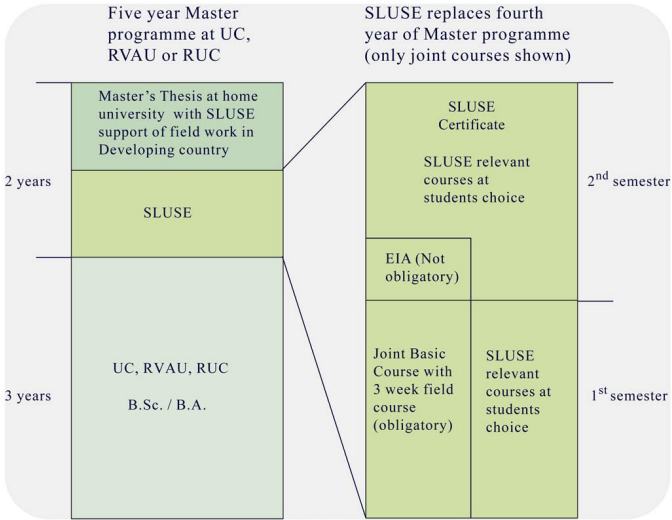 Five year Master
programme at UC,
RVAU or RUC
SLUSE replaces fourth
year of Master programme
(only joint courses shown)
2 years
3 years
Master's Thesis at home
university with SLUSE
support of field work in
Developing country
SLUSE
UC, RVAU, RUC
B.Sc. / B.A.
SLUSE
Certificate
SLUSE relevant
courses at
students choice
EIA (Not
obligatory)
Joint Basic
Course with
3 week field
course
(obligatory)
SLUSE
relevant
courses at
students
choice
2nd semester
1st semester